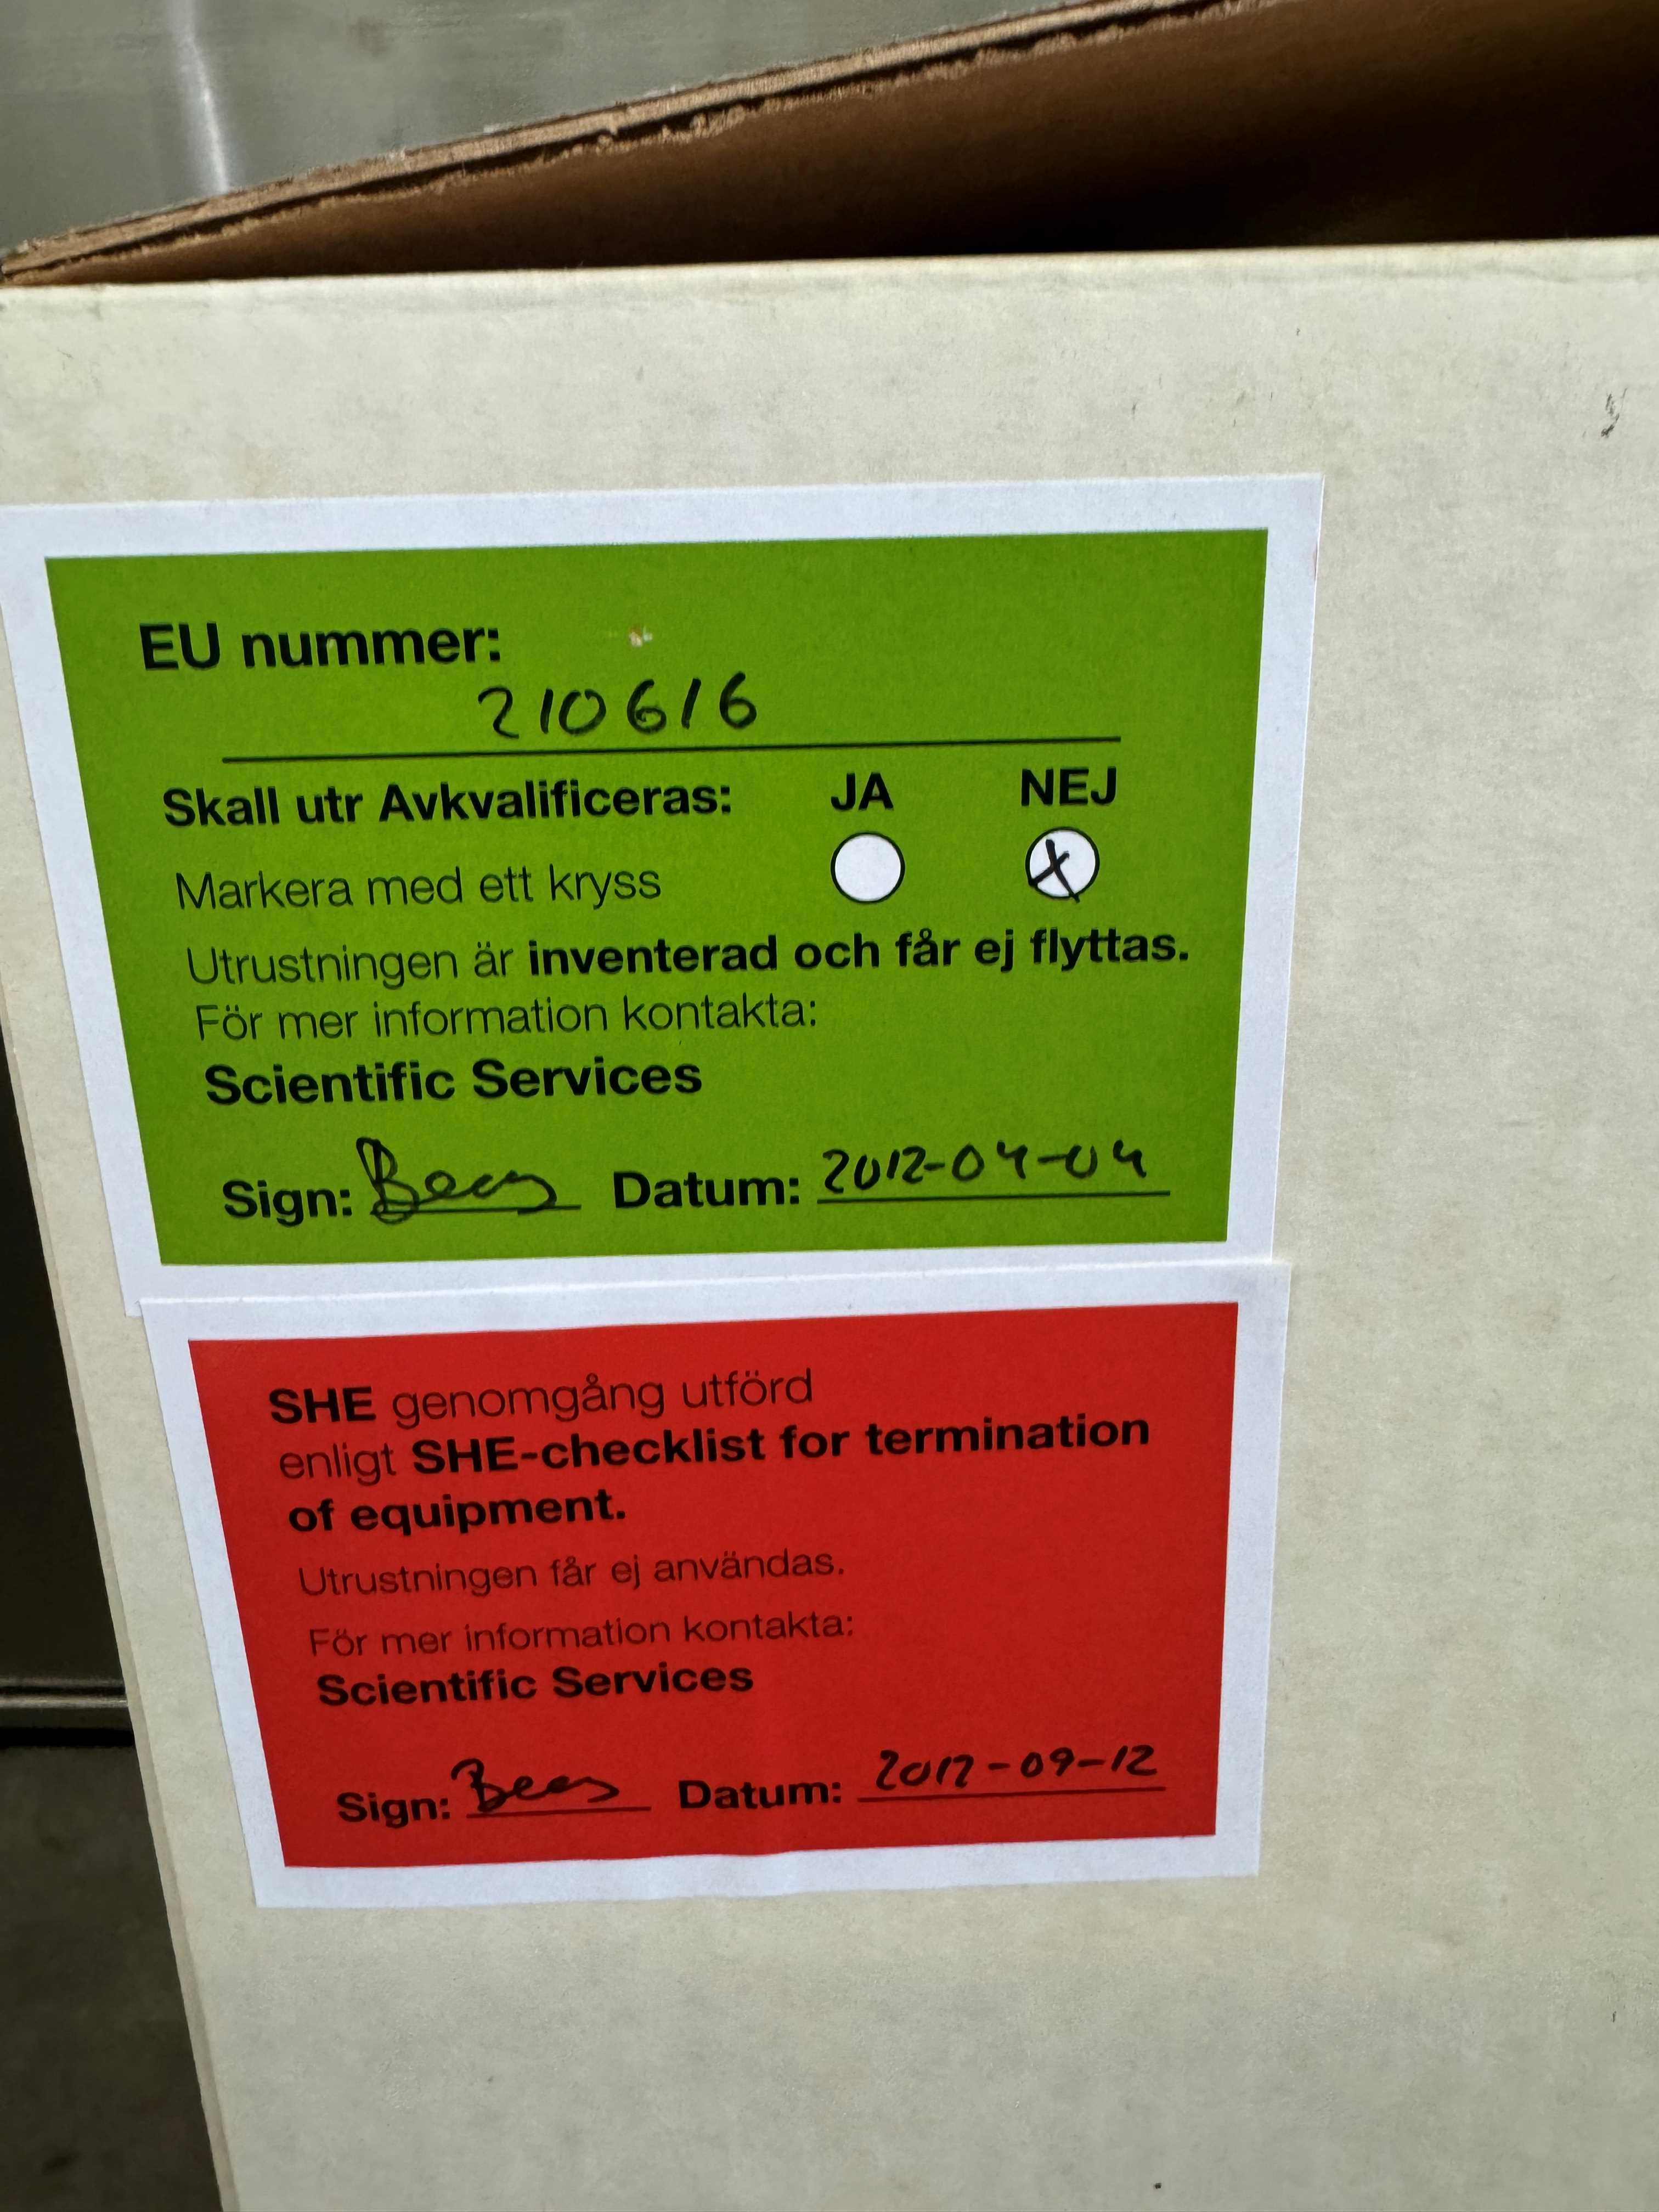 EU nummer:
210616
Skall utr Avkvalificeras: JA NEJ
Markera med ett kryss X
Utrustningen är inventerad och får ej flyttas.
För mer information kontakta:
Scientific Services
Sign: Datum: 2012-04-04
SHE genomgång utförd
enligt SHE-checklist for termination
of equipment.
Utrustningen får ej användas.
För mer information kontakta:
Scientific Services
Sign: Datum: 2012-09-12